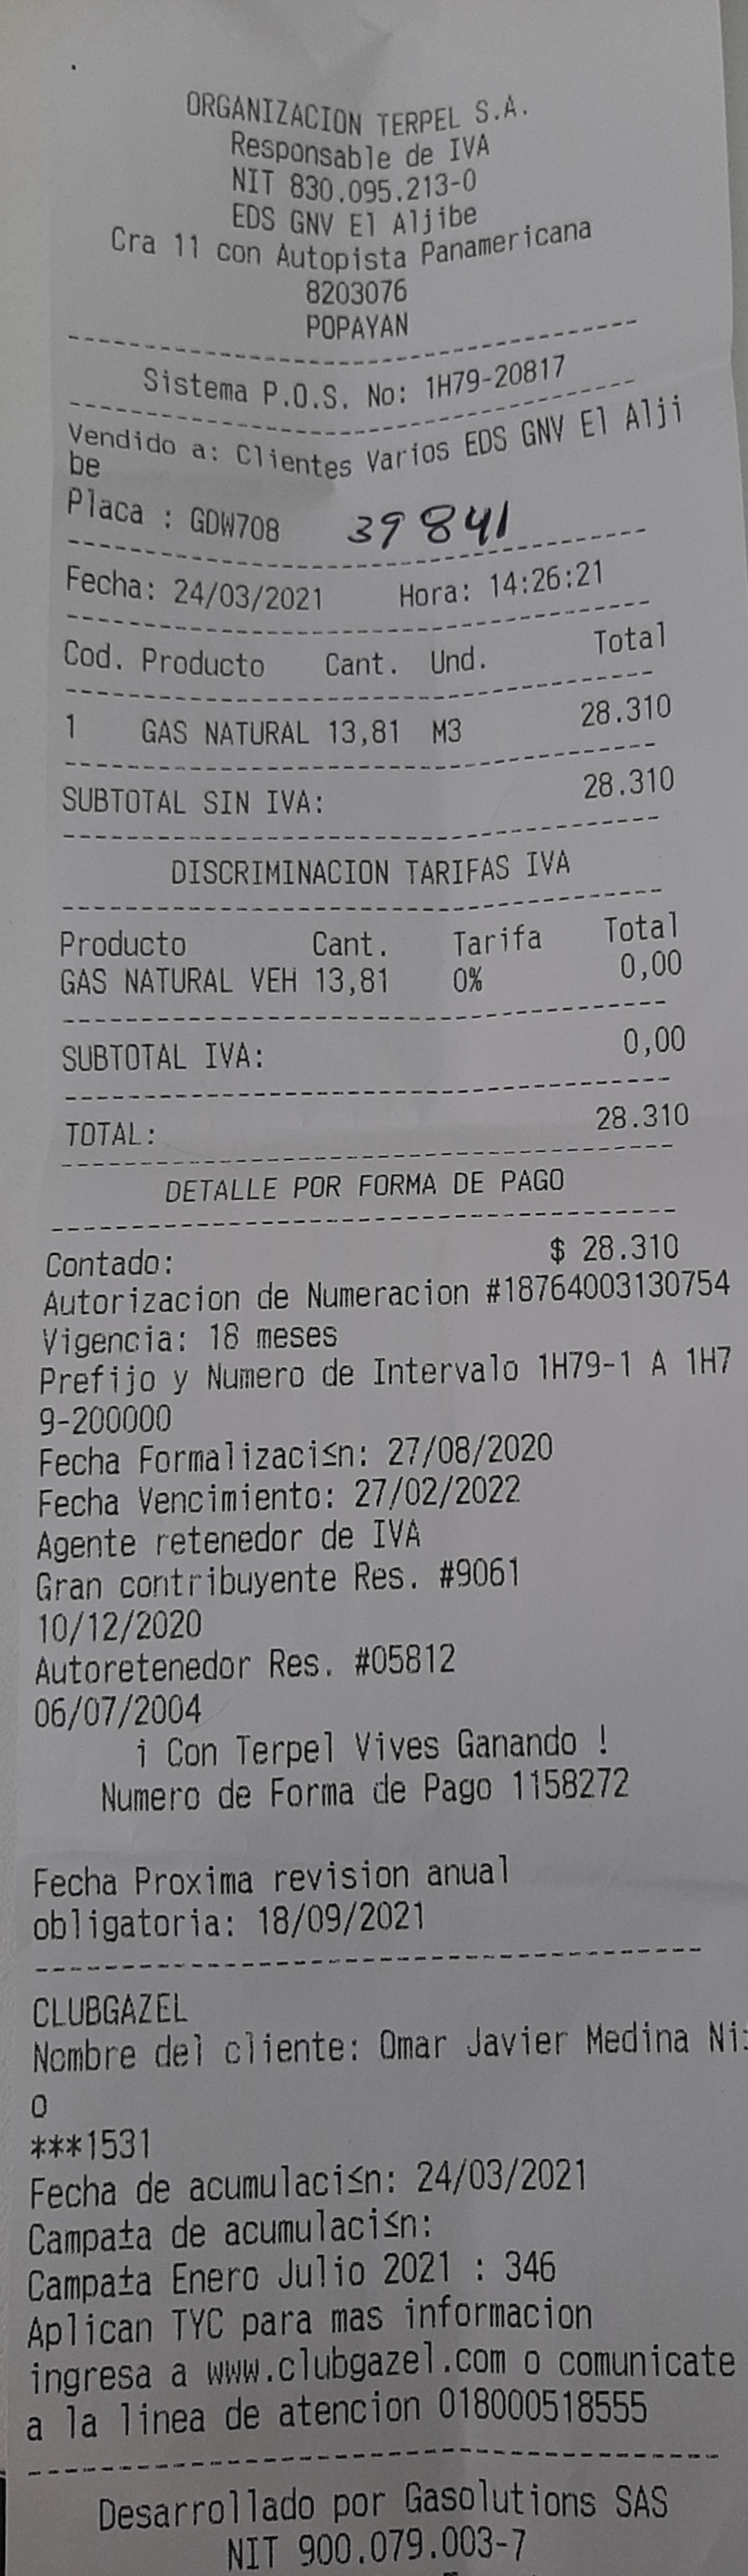 ORGANIZACION TERPEL S.A.
Responsable de IVA
NIT 830.095.213-0
EDS GNV El Aljibe
Cra 11 con Autopista Panamericana
8203076
POPAYAN
Sistema P.O.S. No: 1H79-20817
Vendido a: Clientes Varios EDS GNV El Alji
be
Placa : GDW708 39841
Fecha: 24/03/2021 Hora: 14:26:21
Cod. Producto Cant. Und. Total
1 GAS NATURAL 13,81 M3 28.310
SUBTOTAL SIN IVA: 28.310
DISCRIMINACION TARIFAS IVA
Producto Cant. Tarifa Total
GAS NATURAL VEH 13,81 0% 0,00
SUBTOTAL IVA: 0,00
TOTAL: 28.310
DETALLE POR FORMA DE PAGO
Contado: $ 28.310
Autorizacion de Numeracion #18764003130754
Vigencia: 18 meses
Prefijo y Numero de Intervalo 1H79-1 A 1H7
9-200000
Fecha Formalizaci≤n: 27/08/2020
Fecha Vencimiento: 27/02/2022
Agente retenedor de IVA
Gran contribuyente Res. #9061
10/12/2020
Autoretenedor Res. #05812
06/07/2004
¡ Con Terpel Vives Ganando !
Numero de Forma de Pago 1158272
Fecha Proxima revision anual
obligatoria: 18/09/2021
CLUBGAZEL
Nombre del cliente: Omar Javier Medina Ni±
o
***1531
Fecha de acumulaci≤n: 24/03/2021
Campa±a de acumulaci≤n:
Campa±a Enero Julio 2021 : 346
Aplican TYC para mas informacion
ingresa a www.clubgazel.com o comunicate
a la linea de atencion 018000518555
Desarrollado por Gasolutions SAS
NIT 900.079.003-7